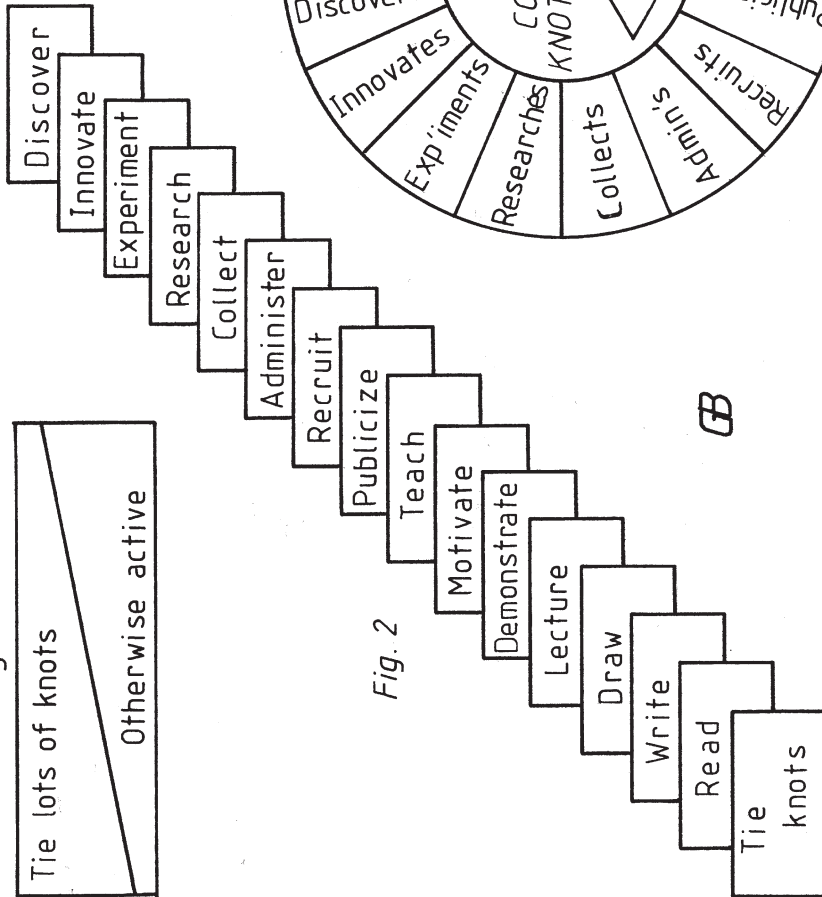 Discover
Innovate
Experiment
Research
Collect
Administer
Recruit
Publicize
Teach
Motivate
Demonstrate
Lecture
Draw
Write
Read
Tie
knots
Fig. 2
Tie lots of knots
Otherwise active
Innovates
Exp'iments
Researches
Collects
Admin's
Recruits
GB